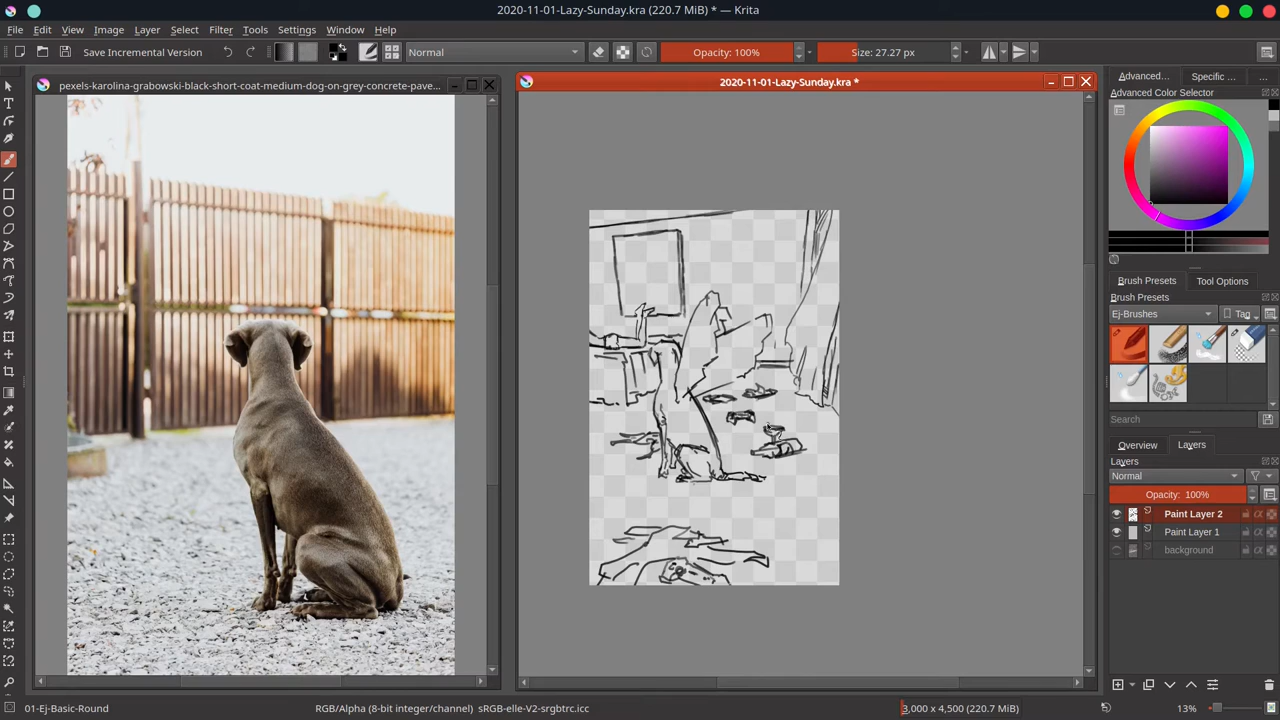 2020-11-01-Lazy-Sunday.kra (220.7 MiB) * — Krita
File Edit View Image Layer Select Filter Tools Settings Window Help
Save Incremental Version Normal Opacity: 100% Size: 27.27 px
pexels-karolina-grabowski-black-short-coat-medium-dog-on-grey-concrete-pave...
2020-11-01-Lazy-Sunday.kra *
Advanced... Specific ...
Advanced Color Selector
Brush Presets Tool Options
Brush Presets
Ej-Brushes Tag
Search
Overview Layers
Layers
Normal
Opacity: 100%
Paint Layer 2
Paint Layer 1
background
01-Ej-Basic-Round RGB/Alpha (8-bit integer/channel) sRGB-elle-V2-srgbtrc.icc 3,000 x 4,500 (220.7 MiB) 13%